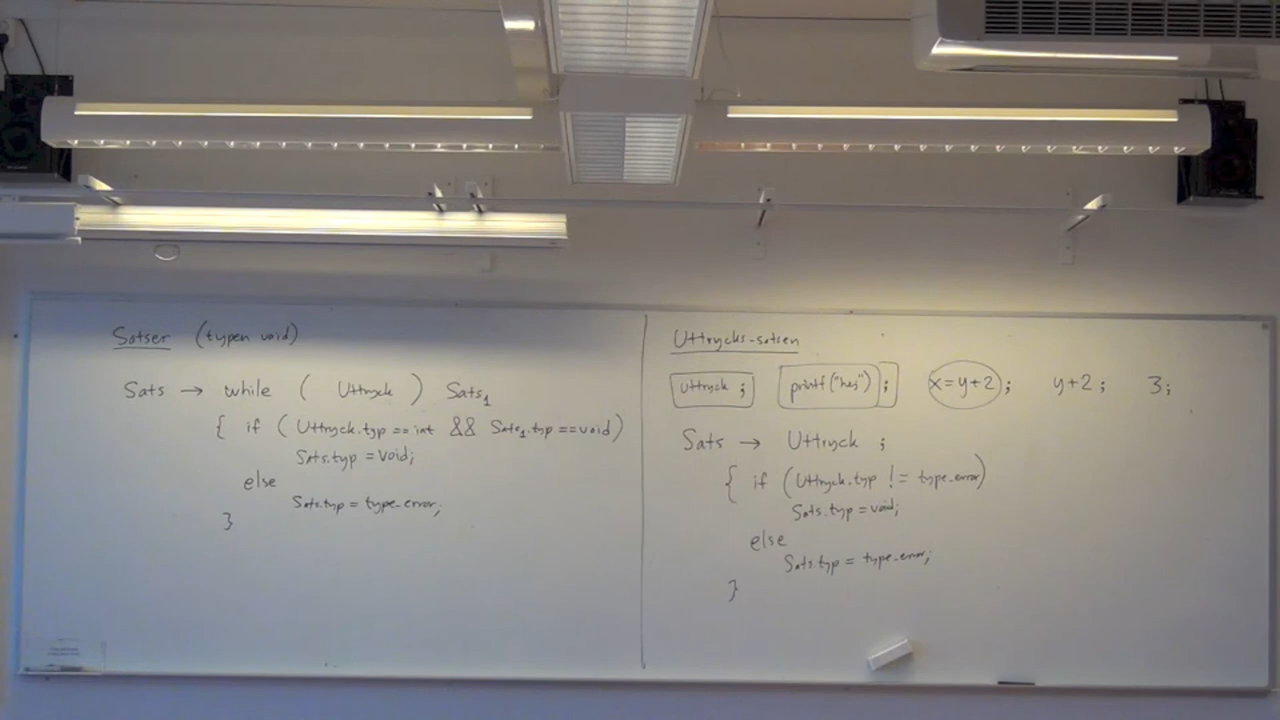 Satser (typen void)
Sats → while ( Uttryck ) Sats₁
{ if ( Uttryck.typ == int && Sats₁.typ == void )
Sats.typ = void;
else
Sats.typ = type_error;
}
Uttrycks-satsen
uttryck ; printf("hej") ; x=y+2 ; y+2 ; 3;
Sats → Uttryck ;
{ if (Uttryck.typ != type_error)
Sats.typ = void;
else
Sats.typ = type_error;
}